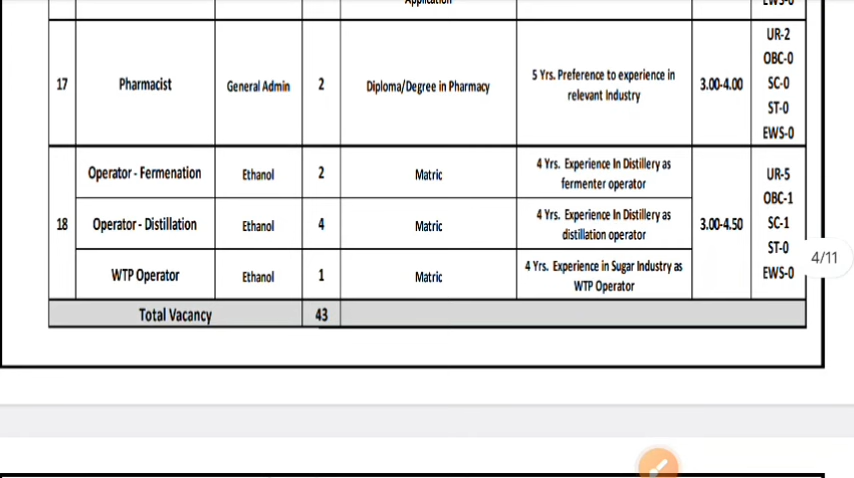 Application
EWS-0
17 Pharmacist General Admin 2 Diploma/Degree in Pharmacy 5 Yrs. Preference to experience in relevant Industry 3.00-4.00 UR-2
OBC-0
SC-0
ST-0
EWS-0
18 Operator - Fermenation Ethanol 2 Matric 4 Yrs. Experience In Distillery as fermenter operator 3.00-4.50 UR-5
OBC-1
Operator - Distillation Ethanol 4 Matric 4 Yrs. Experience In Distillery as distillation operator SC-1
ST-0
WTP Operator Ethanol 1 Matric 4 Yrs. Experience in Sugar Industry as WTP Operator EWS-0
4/11
Total Vacancy 43